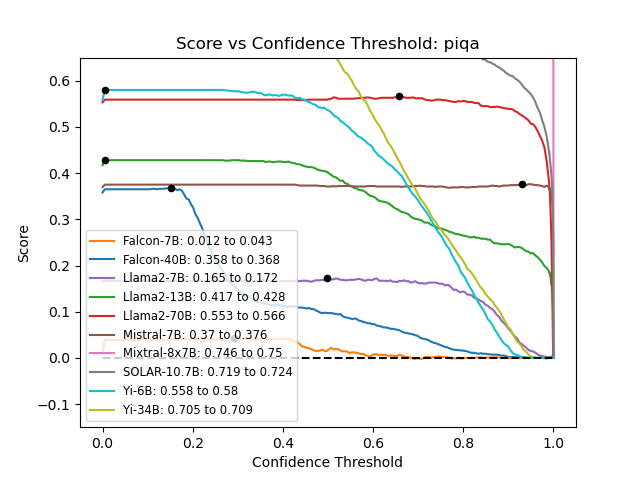 Score vs Confidence Threshold: piqa
Score
0.6
0.5
0.4
0.3
0.2
0.1
0.0
−0.1
Falcon-7B: 0.012 to 0.043
Falcon-40B: 0.358 to 0.368
Llama2-7B: 0.165 to 0.172
Llama2-13B: 0.417 to 0.428
Llama2-70B: 0.553 to 0.566
Mistral-7B: 0.37 to 0.376
Mixtral-8x7B: 0.746 to 0.75
SOLAR-10.7B: 0.719 to 0.724
Yi-6B: 0.558 to 0.58
Yi-34B: 0.705 to 0.709
0.0 0.2 0.4 0.6 0.8 1.0
Confidence Threshold